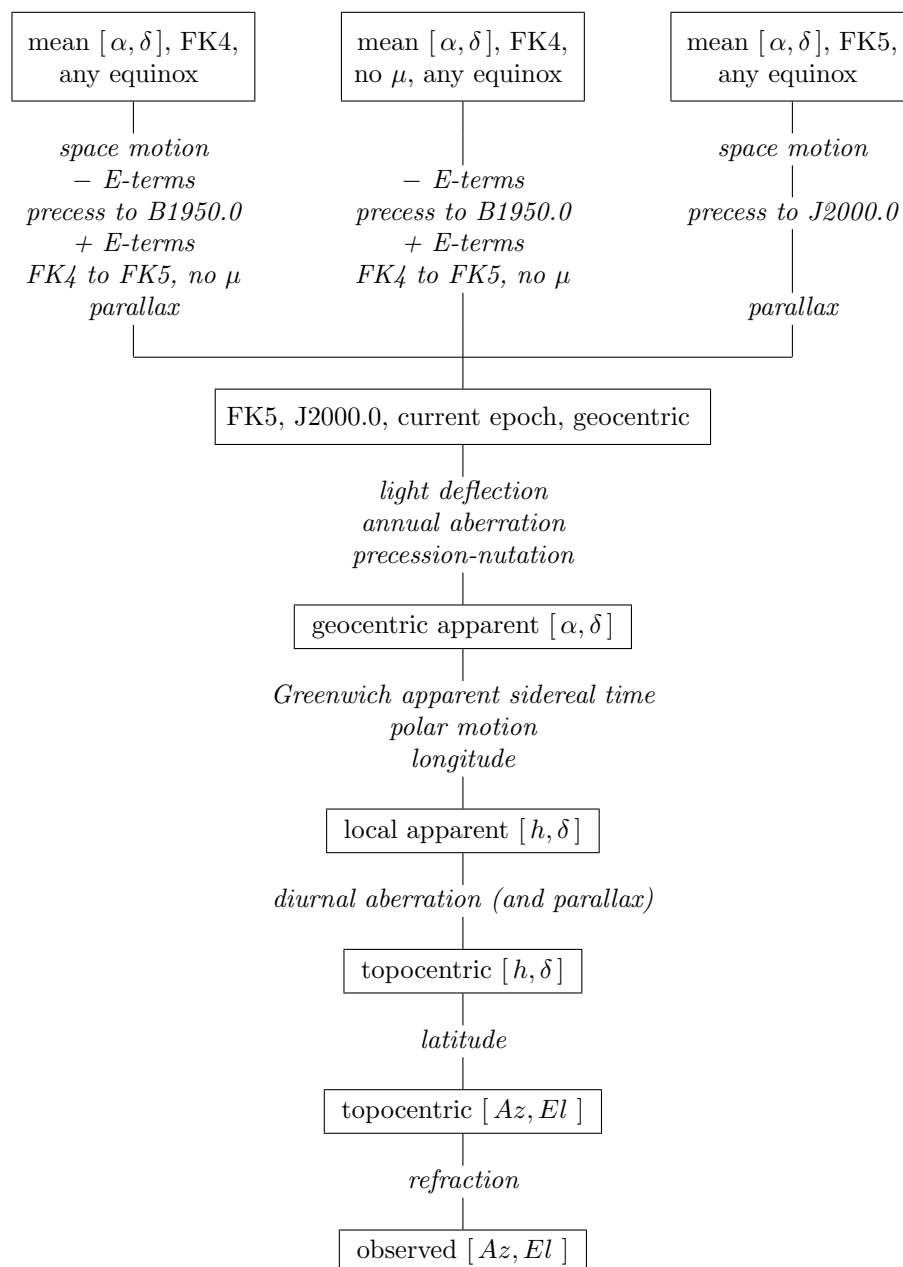 mean [ α, δ ], FK4,
any equinox
mean [ α, δ ], FK4,
no μ, any equinox
mean [ α, δ ], FK5,
any equinox
space motion
− E-terms
precess to B1950.0
+ E-terms
FK4 to FK5, no μ
parallax
− E-terms
precess to B1950.0
+ E-terms
FK4 to FK5, no μ
space motion
precess to J2000.0
parallax
FK5, J2000.0, current epoch, geocentric
light deflection
annual aberration
precession-nutation
geocentric apparent [ α, δ ]
Greenwich apparent sidereal time
polar motion
longitude
local apparent [ h, δ ]
diurnal aberration (and parallax)
topocentric [ h, δ ]
latitude
topocentric [ Az, El ]
refraction
observed [ Az, El ]